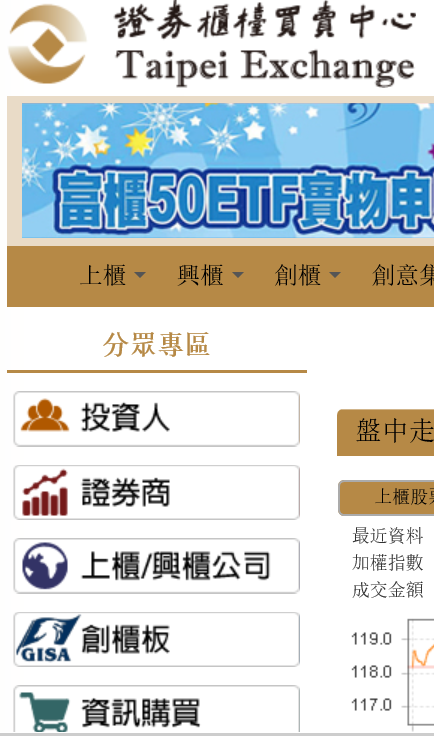 證券櫃檯買賣中心
Taipei Exchange
富櫃50ETF實物申
上櫃 興櫃 創櫃 創意集
分眾專區
投資人
證券商
上櫃/興櫃公司
GISA 創櫃板
資訊購買
盤中走
上櫃股票
最近資料
加權指數
成交金額
119.0
118.0
117.0